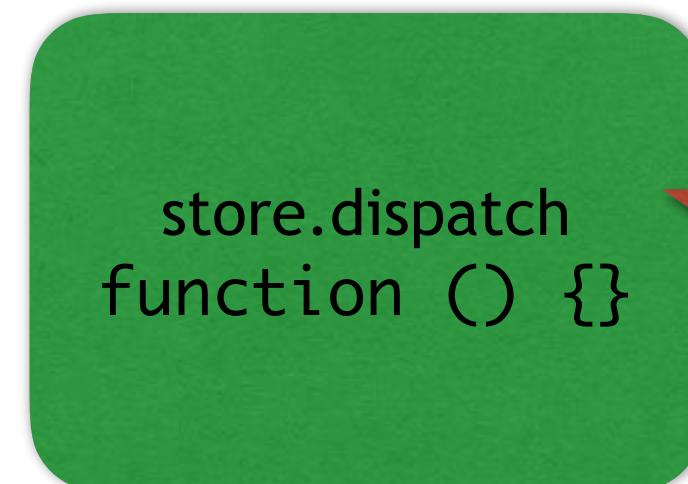 store.dispatch
function () {}